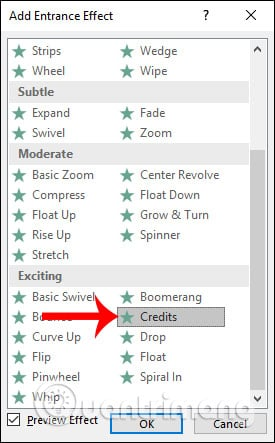 Add Entrance Effect
Strips Wedge
Wheel Wipe
Subtle
Expand Fade
Swivel Zoom
Moderate
Basic Zoom Center Revolve
Compress Float Down
Float Up Grow & Turn
Rise Up Spinner
Stretch
Exciting
Basic Swivel Boomerang
Credits
Curve Up Drop
Flip Float
Pinwheel Spiral In
Whip
Preview Effect OK Cancel
Quantrimang